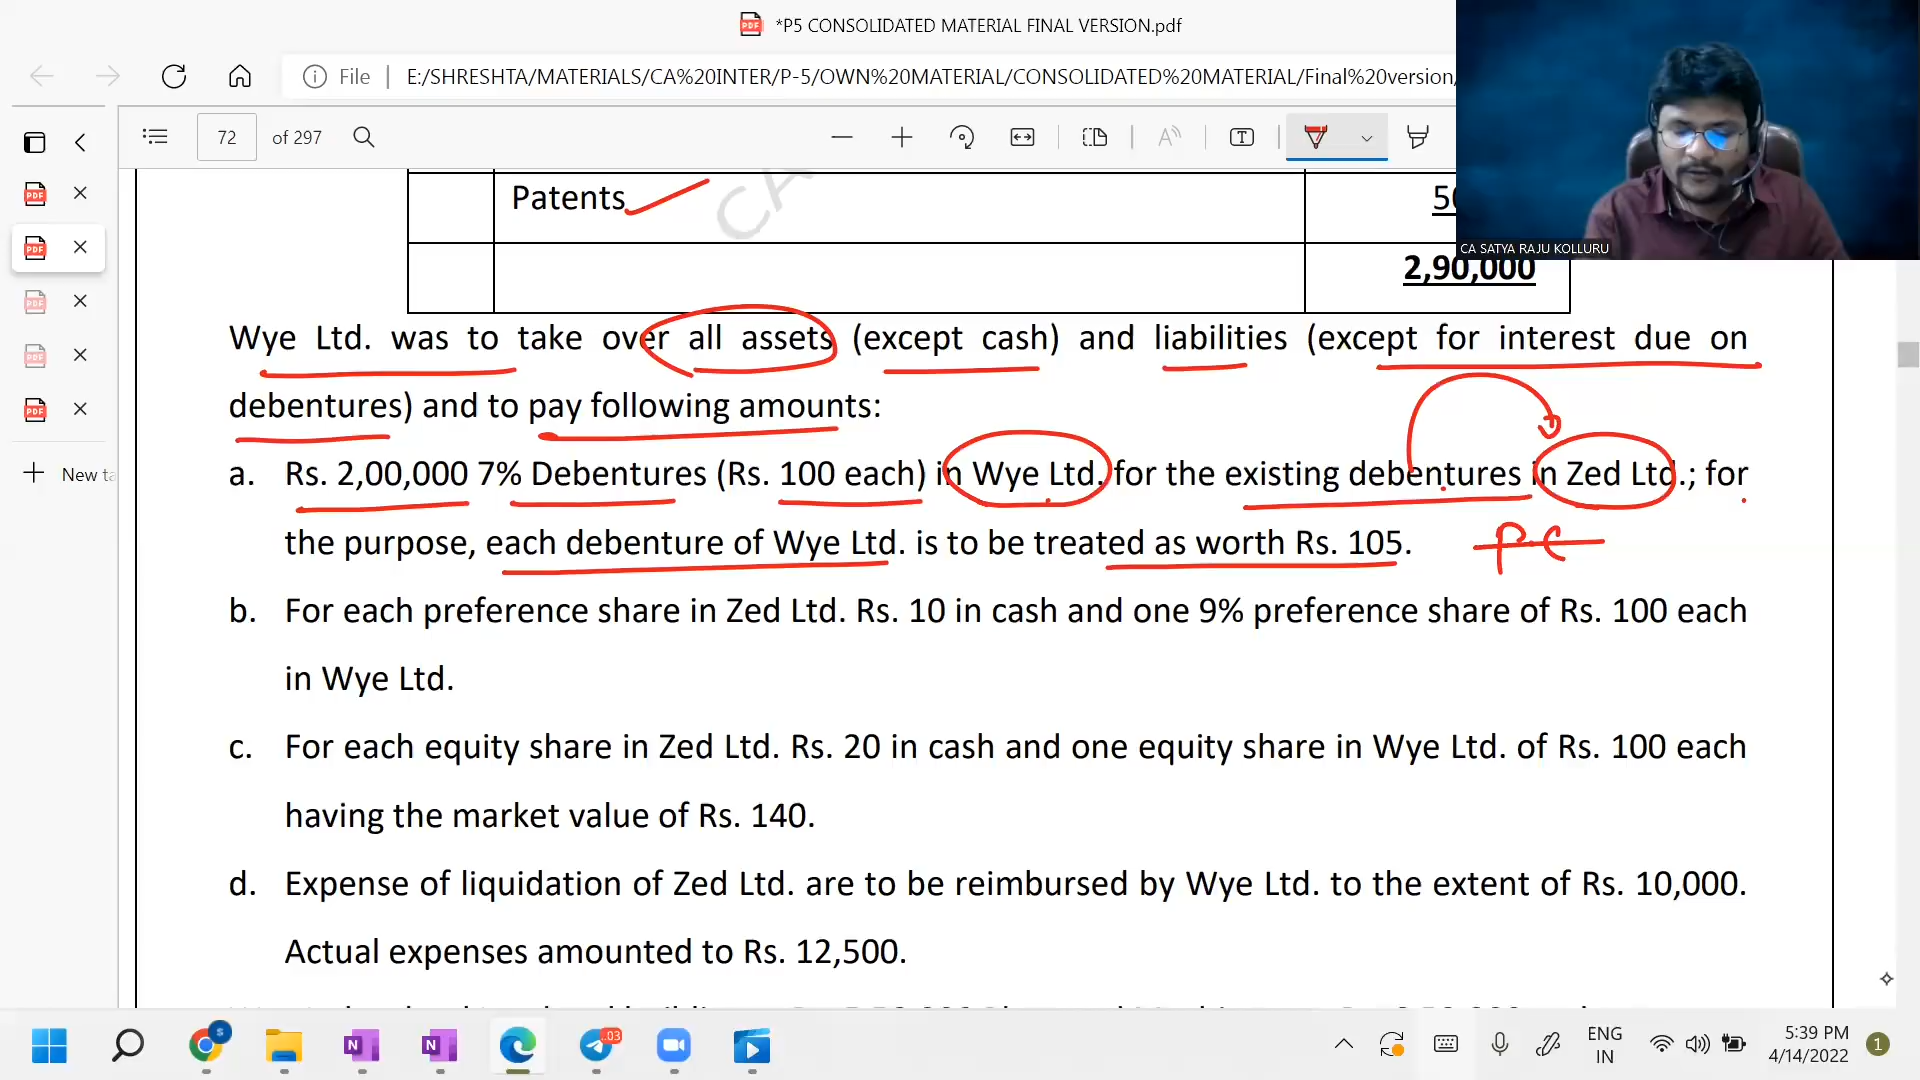 *P5 CONSOLIDATED MATERIAL FINAL VERSION.pdf
File | E:/SHRESHTA/MATERIALS/CA%20INTER/P-5/OWN%20MATERIAL/CONSOLIDATED%20MATERIAL/Final%20version,
72 of 297
CA SATYA RAJU KOLLURU
CA
Patents
2,90,000
Wye Ltd. was to take over all assets (except cash) and liabilities (except for interest due on
debentures) and to pay following amounts:
New
a. Rs. 2,00,000 7% Debentures (Rs. 100 each) in Wye Ltd. for the existing debentures in Zed Ltd.; for
the purpose, each debenture of Wye Ltd. is to be treated as worth Rs. 105.
P.C
b. For each preference share in Zed Ltd. Rs. 10 in cash and one 9% preference share of Rs. 100 each
in Wye Ltd.
c. For each equity share in Zed Ltd. Rs. 20 in cash and one equity share in Wye Ltd. of Rs. 100 each
having the market value of Rs. 140.
d. Expense of liquidation of Zed Ltd. are to be reimbursed by Wye Ltd. to the extent of Rs. 10,000.
Actual expenses amounted to Rs. 12,500.
ENG
IN
5:39 PM
4/14/2022
1